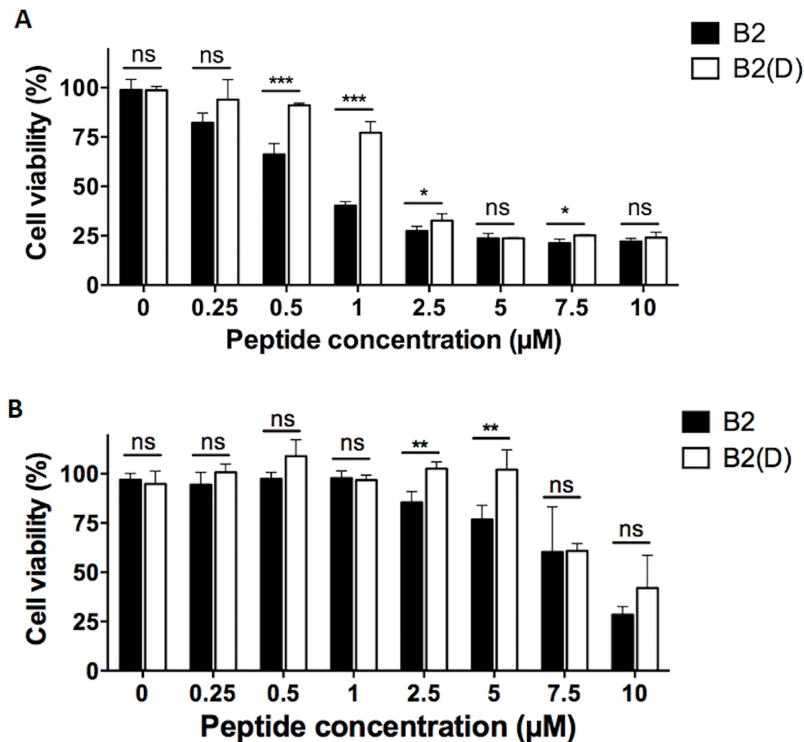 A
B2
B2(D)
ns ns *** *** * ns * ns
Cell viability (%)
100
75
50
25
0
0 0.25 0.5 1 2.5 5 7.5 10
Peptide concentration (µM)
B
B2
B2(D)
ns ns ns ns ** ** ns ns
Cell viability (%)
100
75
50
25
0
0 0.25 0.5 1 2.5 5 7.5 10
Peptide concentration (µM)